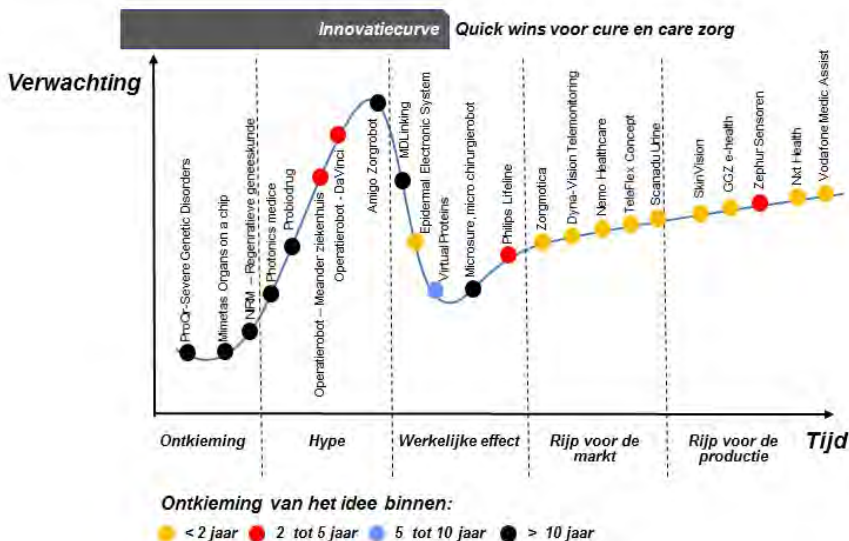 Innovatiecurve Quick wins voor cure en care zorg
Verwachting
ProQr-Severe Genetic Disorders
Mimetas Organs on a chip
NIRM – Regenratieve geneeskunde
Photonics medice
Probiodrug
Operatierobot – Meander ziekenhuis
Operatierobot - DaVinci
Amigo Zorgrobot
MDLinking
Epidermal Electronic System
Virtual Proteins
Microsure, micro chirurgierobot
Philips Lifeline
Zorgmotica
Dyna-Vision Telemonitoring
Nemo Healthcare
TeleFlex Concept
Scanadu Urine
SkinVision
GGZ e-health
Zephur Sensoren
Nxt Health
Vodafone Medic Assist
Ontkieming
Hype
Werkelijke effect
Rijp voor de
markt
Rijp voor de
productie
Tijd
Ontkieming van het idee binnen:
< 2 jaar 2 tot 5 jaar 5 tot 10 jaar > 10 jaar